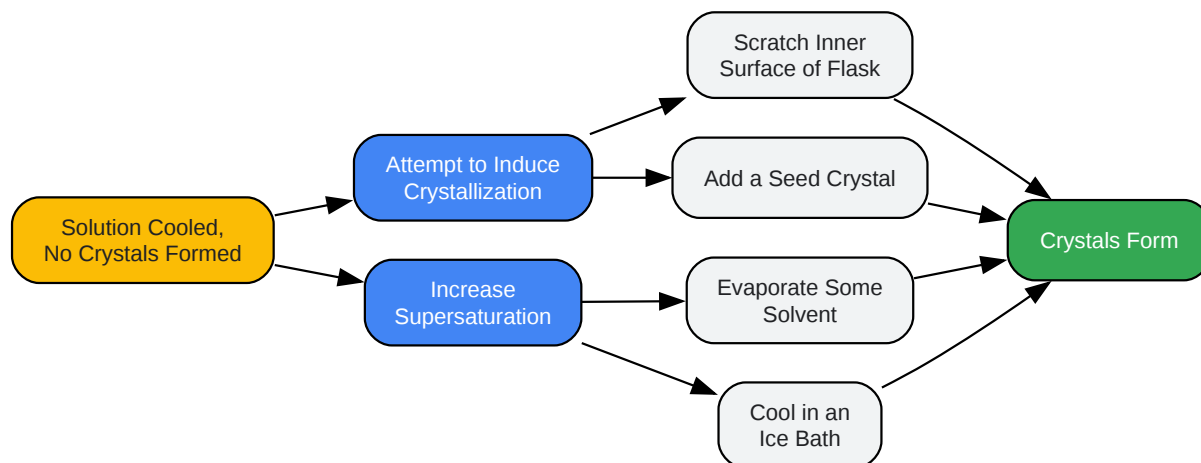 Solution Cooled,
No Crystals Formed
Attempt to Induce
Crystallization
Increase
Supersaturation
Scratch Inner
Surface of Flask
Add a Seed Crystal
Evaporate Some
Solvent
Cool in an
Ice Bath
Crystals Form